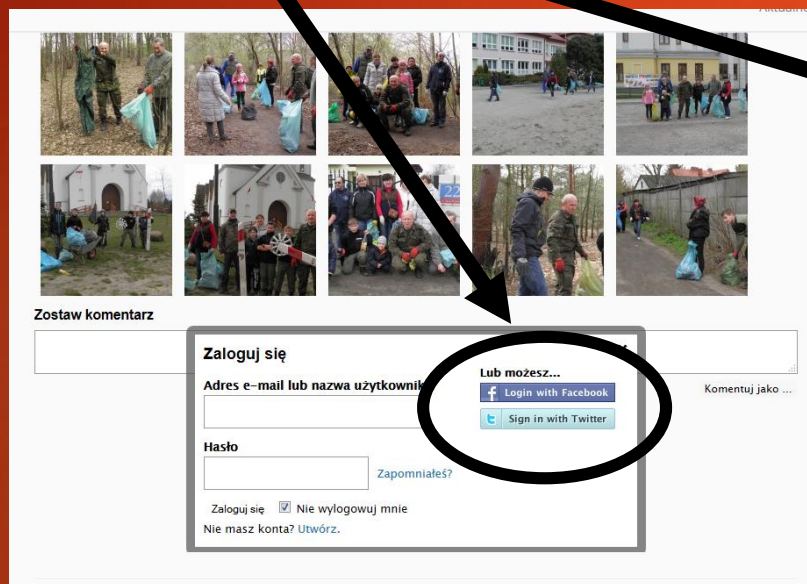 22
Zostaw komentarz
Zaloguj się
Lub możesz...
Adres e-mail lub nazwa
Login with Facebook
Komentuj jako ...
Sign in with Twitter
Hasło
Zapomniałeś?
Zaloguj się
Nie wylogowuj mnie
Nie masz konta? Utwórz.